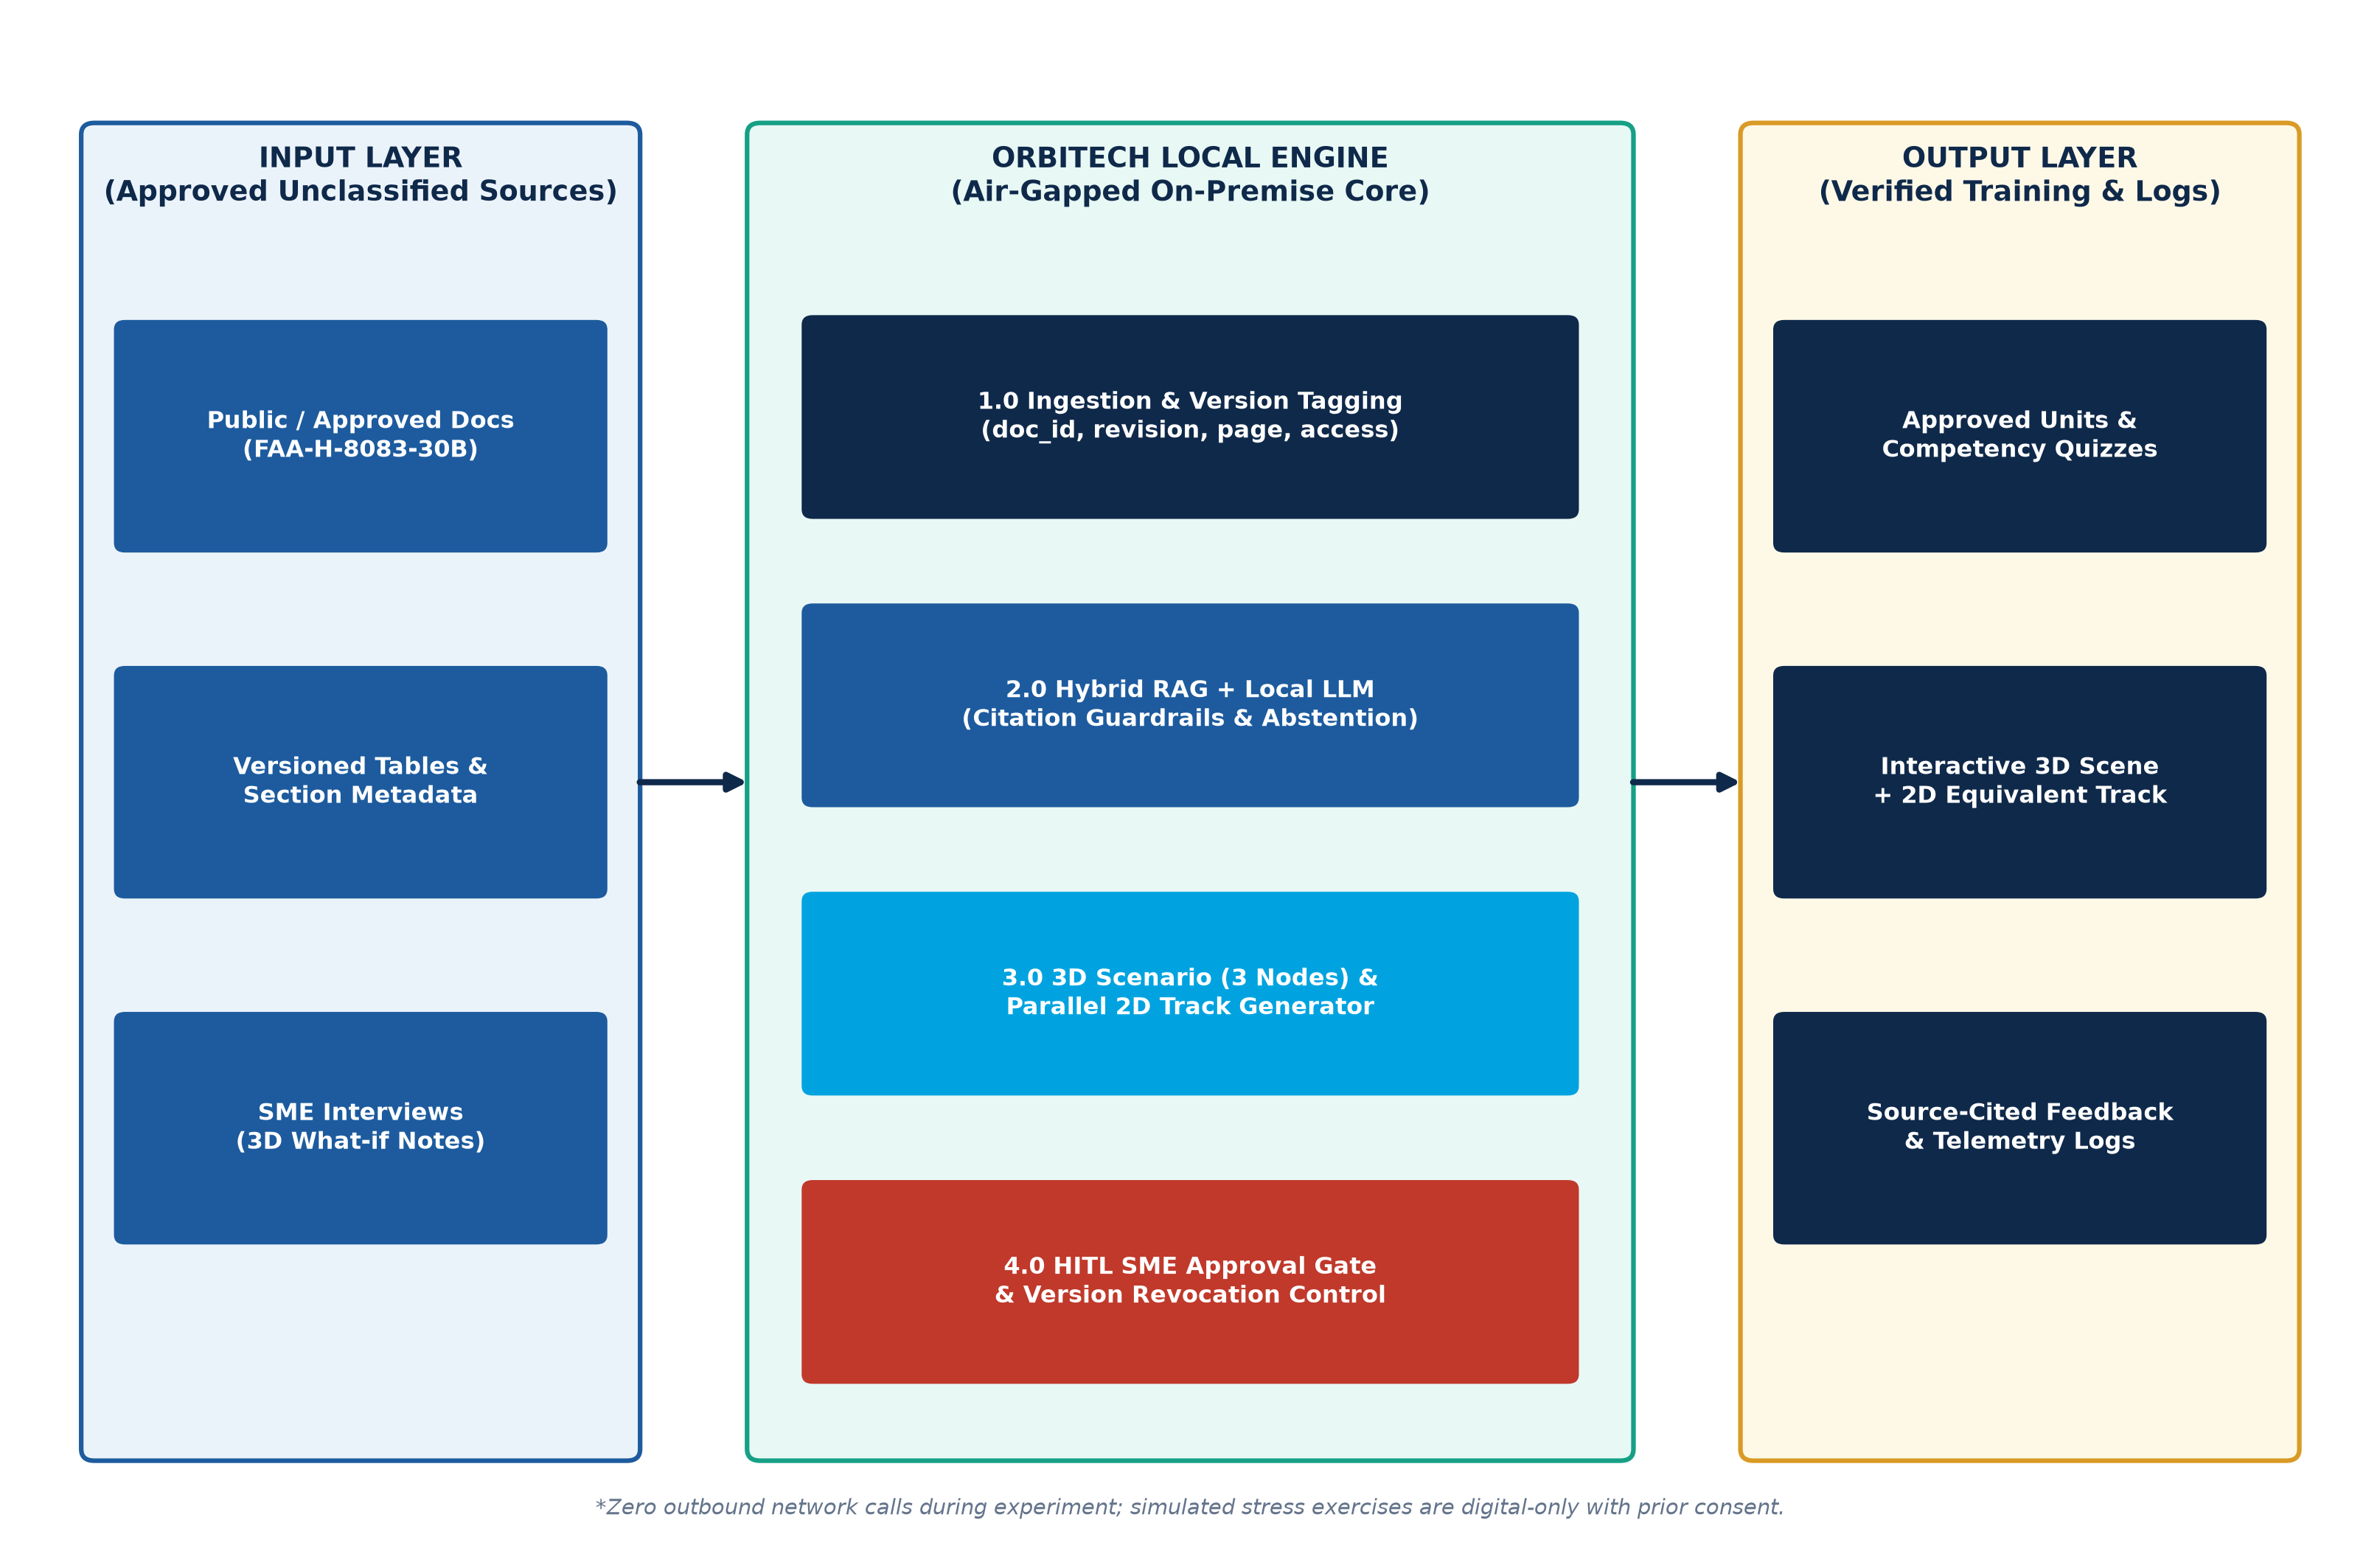 INPUT LAYER
(Approved Unclassified Sources)
Public / Approved Docs
(FAA-H-8083-30B)
Versioned Tables &
Section Metadata
SME Interviews
(3D What-if Notes)
ORBITECH LOCAL ENGINE
(Air-Gapped On-Premise Core)
1.0 Ingestion & Version Tagging
(doc_id, revision, page, access)
2.0 Hybrid RAG + Local LLM
(Citation Guardrails & Abstention)
3.0 3D Scenario (3 Nodes) &
Parallel 2D Track Generator
4.0 HITL SME Approval Gate
& Version Revocation Control
OUTPUT LAYER
(Verified Training & Logs)
Approved Units &
Competency Quizzes
Interactive 3D Scene
+ 2D Equivalent Track
Source-Cited Feedback
& Telemetry Logs
*Zero outbound network calls during experiment; simulated stress exercises are digital-only with prior consent.